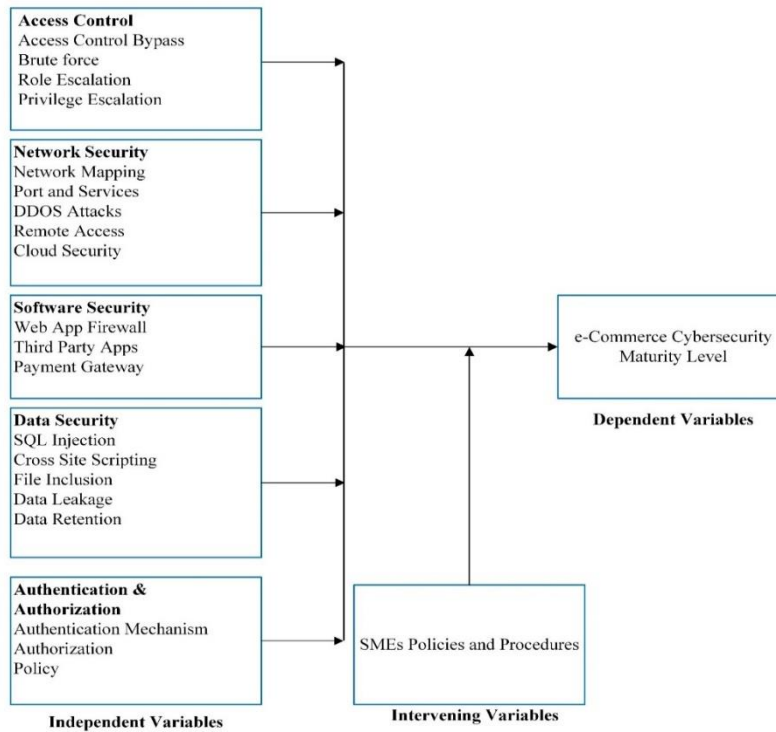 Access Control
Access Control Bypass
Brute force
Role Escalation
Privilege Escalation
Network Security
Network Mapping
Port and Services
DDOS Attacks
Remote Access
Cloud Security
Software Security
Web App Firewall
Third Party Apps
Payment Gateway
Data Security
SQL Injection
Cross Site Scripting
File Inclusion
Data Leakage
Data Retention
Authentication &
Authorization
Authentication Mechanism
Authorization
Policy
Independent Variables
SMEs Policies and Procedures
Intervening Variables
e-Commerce Cybersecurity
Maturity Level
Dependent Variables